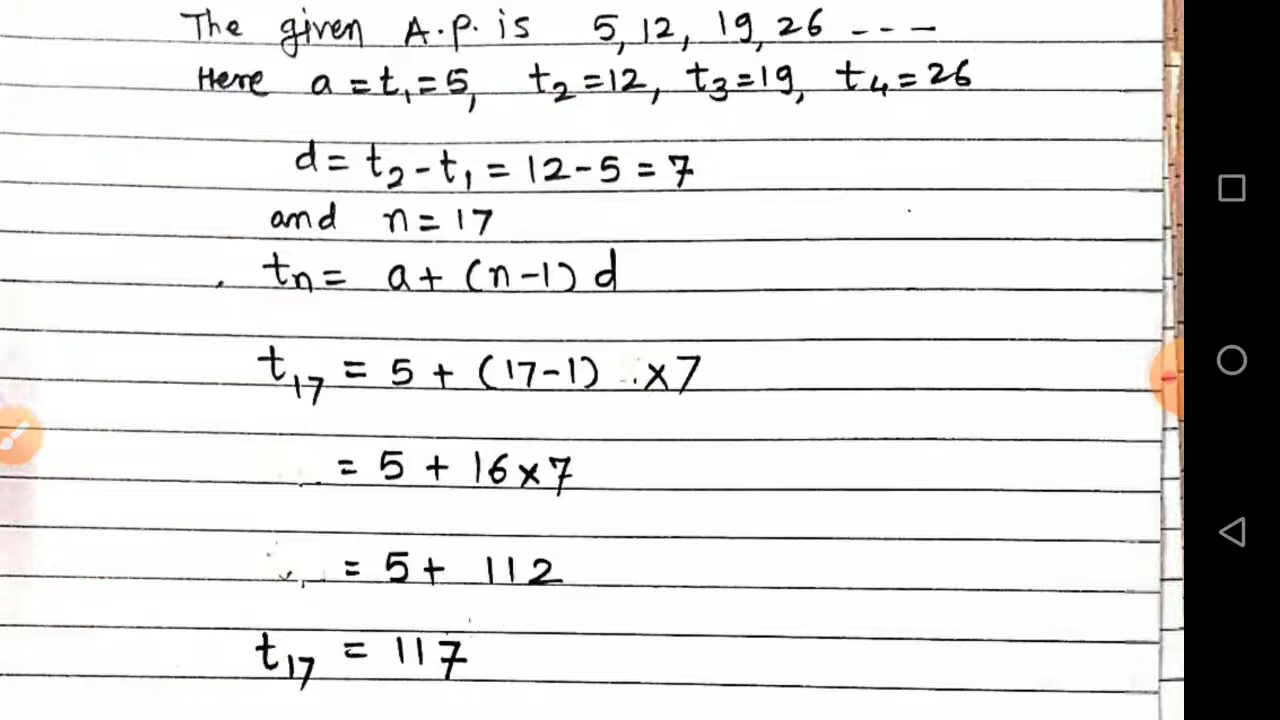 The given A.p. is 5, 12, 19, 26 - - -
Here a = t₁ = 5, t₂ = 12, t₃ = 19, t₄ = 26
d = t₂ - t₁ = 12 - 5 = 7
and n = 17
tn = a + (n - 1) d
t₁₇ = 5 + (17 - 1) × 7
= 5 + 16 × 7
= 5 + 112
t₁₇ = 117